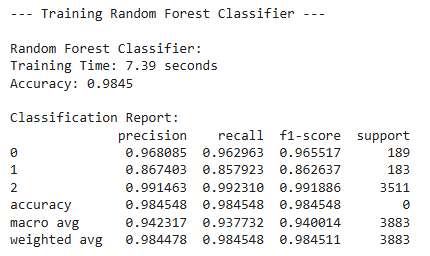 --- Training Random Forest Classifier ---
Random Forest Classifier:
Training Time: 7.39 seconds
Accuracy: 0.9845
Classification Report:
precision recall f1-score support
0 0.968085 0.962963 0.965517 189
1 0.867403 0.857923 0.862637 183
2 0.991463 0.992310 0.991886 3511
accuracy 0.984548 0.984548 0.984548 0
macro avg 0.942317 0.937732 0.940014 3883
weighted avg 0.984478 0.984548 0.984511 3883